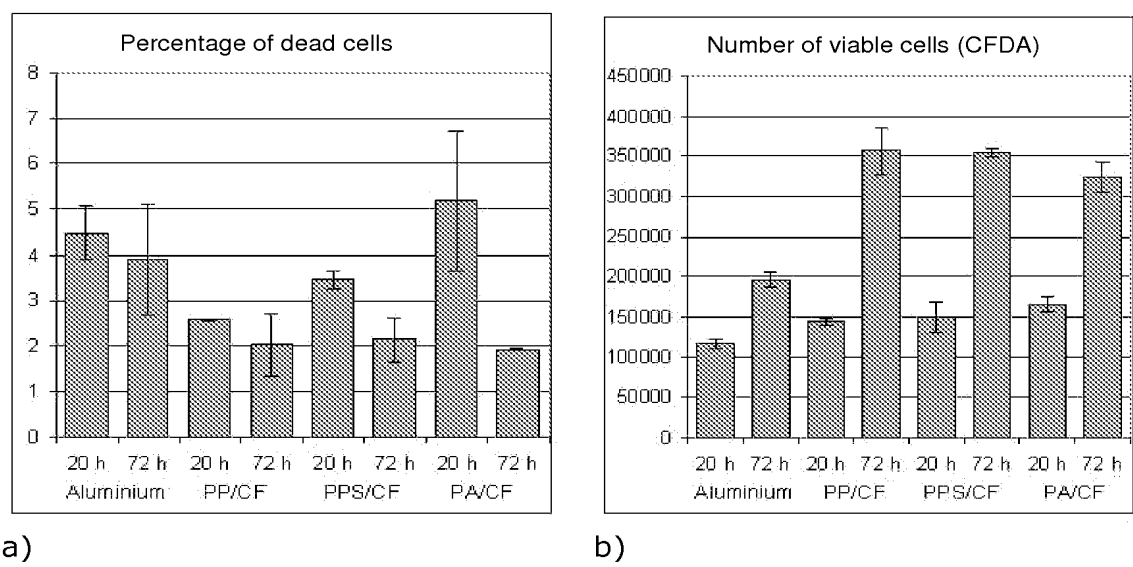 Percentage of dead cells
8
7
6
5
4
3
2
1
0
20 h 72 h 20 h 72 h 20 h 72 h 20 h 72 h
Aluminium PP/CF PPS/CF PA/CF
a)
Number of viable cells (CFDA)
450000
400000
350000
300000
250000
200000
150000
100000
50000
0
20 h 72 h 20 h 72 h 20 h 72 h 20 h 72 h
Aluminium PP/CF PPS/CF PA/CF
b)